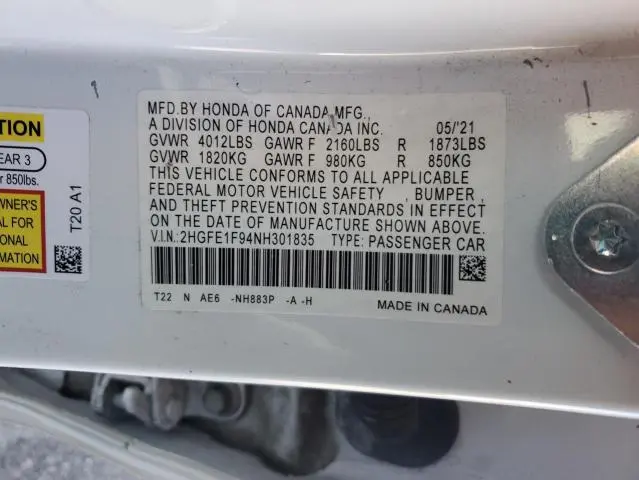 MFD.BY HONDA OF CANADA MFG.,
A DIVISION OF HONDA CANADA INC. 05/'21
GVWR 4012LBS GAWR F 2160LBS R 1873LBS
GVWR 1820KG GAWR F 980KG R 850KG
THIS VEHICLE CONFORMS TO ALL APPLICABLE
FEDERAL MOTOR VEHICLE SAFETY , BUMPER,
AND THEFT PREVENTION STANDARDS IN EFFECT
ON THE DATE OF MANUFACTURE SHOWN ABOVE.
V.I.N.:2HGFE1F94NH301835 TYPE: PASSENGER CAR
T22 N AE6 -NH883P -A -H
MADE IN CANADA
TION
EAR 3
850lbs.
OWNER'S
AL FOR
ONAL
RMATION
T20 A1